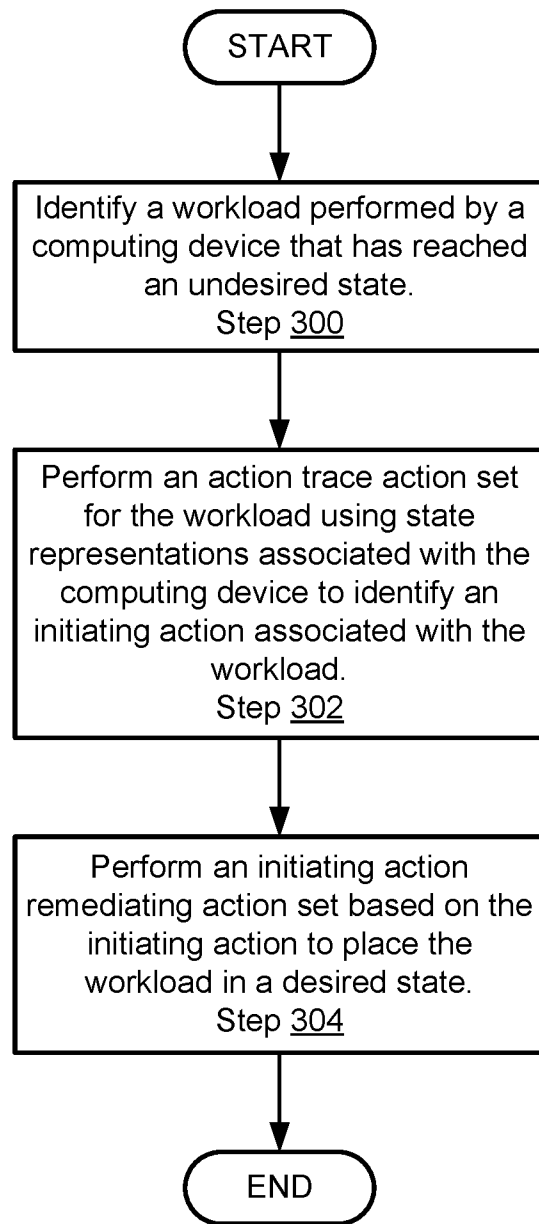 START
Identify a workload performed by a
computing device that has reached
an undesired state.
Step 300
Perform an action trace action set
for the workload using state
representations associated with the
computing device to identify an
initiating action associated with the
workload.
Step 302
Perform an initiating action
remediating action set based on the
initiating action to place the
workload in a desired state.
Step 304
END